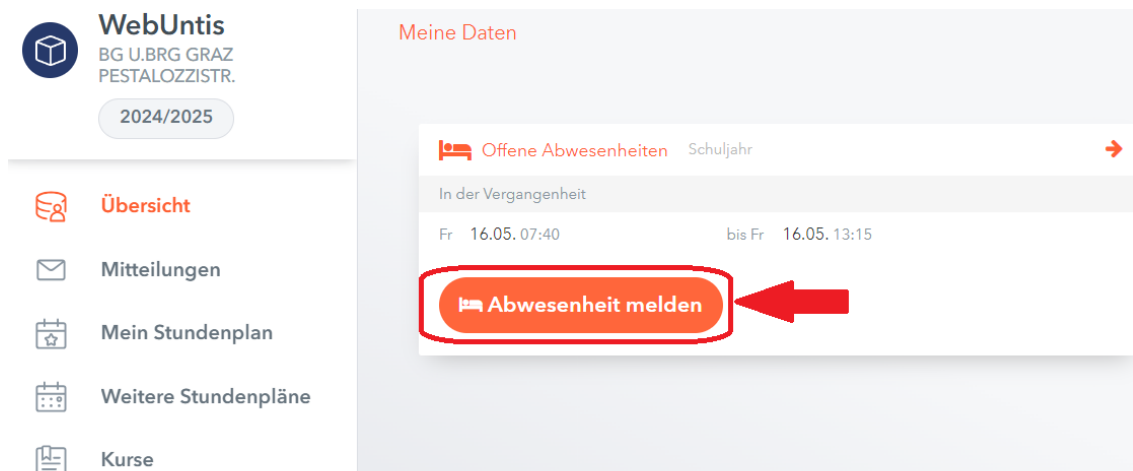 WebUntis
BG U.BRG GRAZ
PESTALOZZISTR.
2024/2025
Übersicht
Mitteilungen
Mein Stundenplan
Weitere Stundenpläne
Kurse
Meine Daten
Offene Abwesenheiten Schuljahr
In der Vergangenheit
Fr 16.05. 07:40 bis Fr 16.05. 13:15
Abwesenheit melden